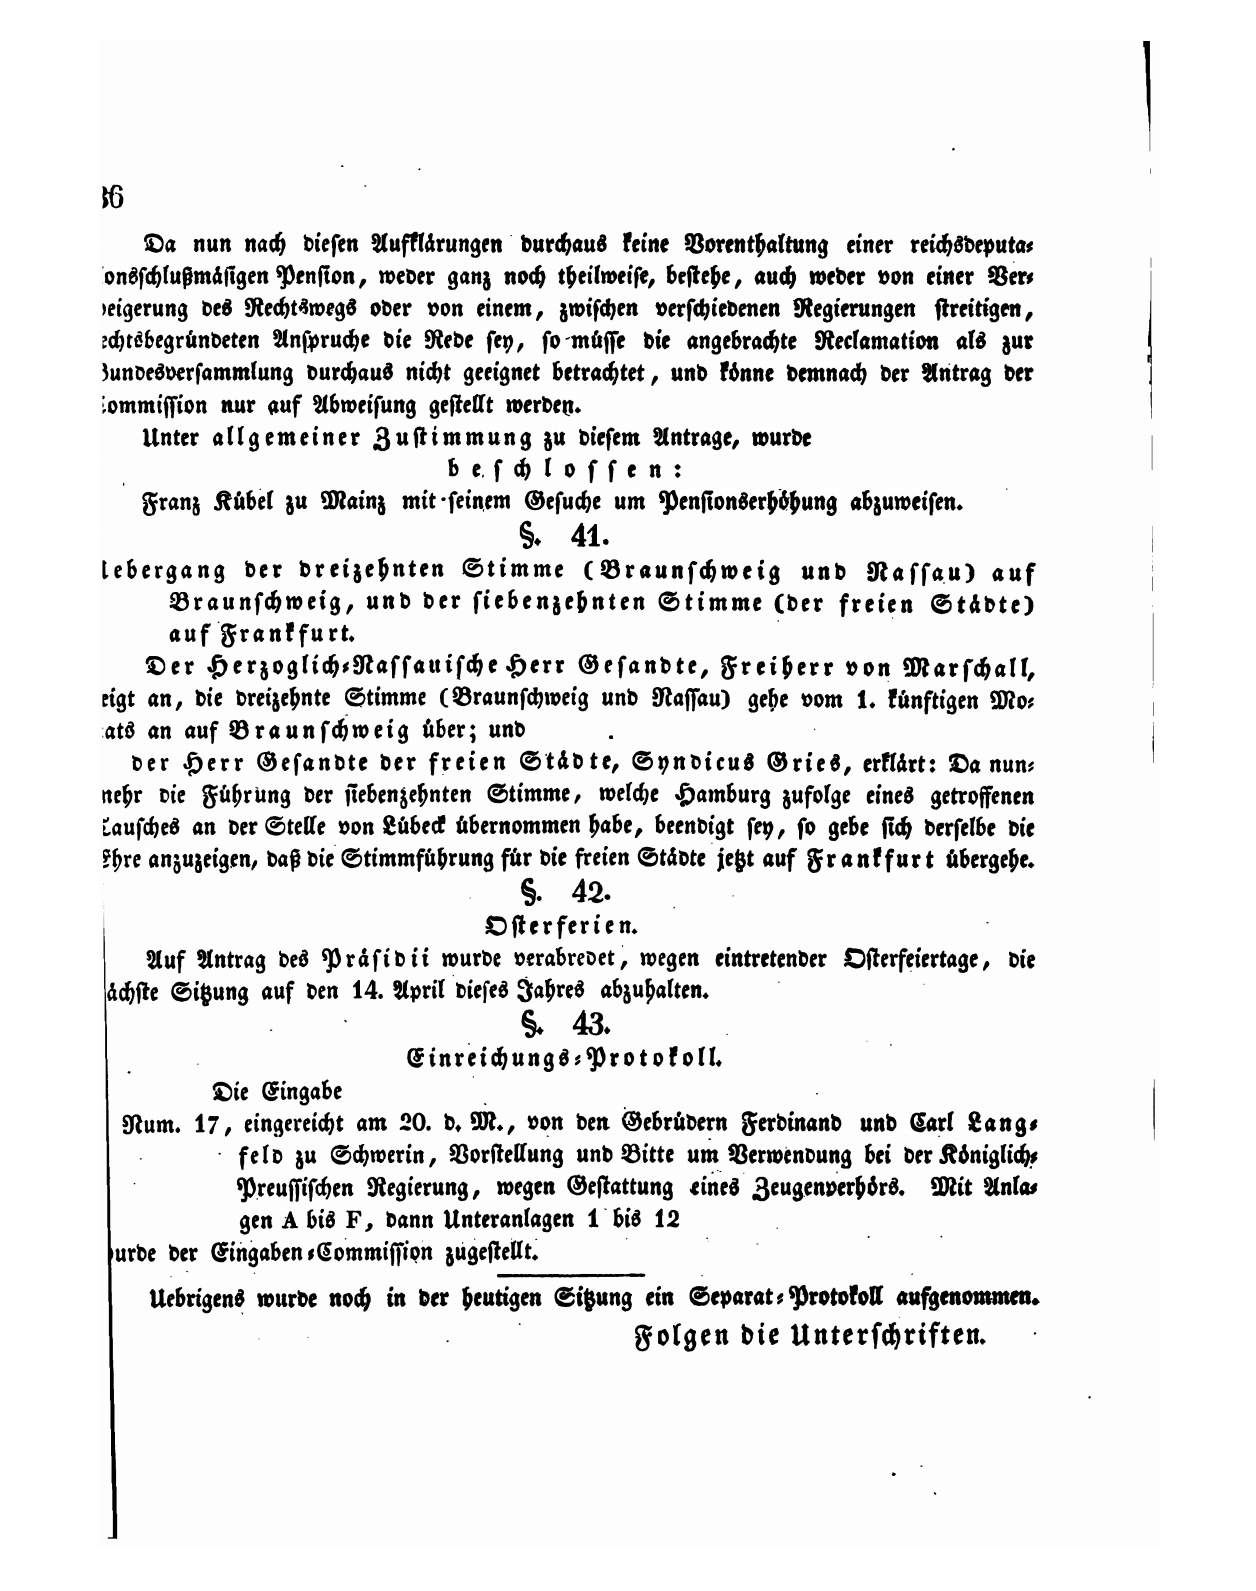 36
Da nun nach diesen Aufklärungen durchaus keine Vorenthaltung einer reichsdeputa-
onsschlußmäsigen Pension, weder ganz noch theilweise, bestehe, auch weder von einer Ver-
eigerung des Rechtswegs oder von einem, zwischen verschiedenen Regierungen streitigen,
echtsbegründeten Anspruche die Rede sey, so müsse die angebrachte Reclamation als zur
Bundesversammlung durchaus nicht geeignet betrachtet, und könne demnach der Antrag der
Commission nur auf Abweisung gestellt werden.
Unter allgemeiner Zustimmung zu diesem Antrage, wurde
beschlossen:
Franz Kübel zu Mainz mit seinem Gesuche um Pensionserhöhung abzuweisen.
§. 41.
Uebergang der dreizehnten Stimme (Braunschweig und Nassau) auf
Braunschweig, und der siebenzehnten Stimme (der freien Städte)
auf Frankfurt.
Der Herzoglich-Nassauische Herr Gesandte, Freiherr von Marschall,
eigt an, die dreizehnte Stimme (Braunschweig und Nassau) gehe vom 1. künftigen Mo-
ats an auf Braunschweig über; und
der Herr Gesandte der freien Städte, Syndicus Gries, erklärt: Da nun-
mehr die Führung der siebenzehnten Stimme, welche Hamburg zufolge eines getroffenen
Tausches an der Stelle von Lübeck übernommen habe, beendigt sey, so gebe sich derselbe die
Ehre anzuzeigen, daß die Stimmführung für die freien Städte jetzt auf Frankfurt übergehe.
§. 42.
Osterferien.
Auf Antrag des Präsidii wurde verabredet, wegen eintretender Osterfeiertage, die
ächste Sitzung auf den 14. April dieses Jahres abzuhalten.
§. 43.
Einreichungs-Protokoll.
Die Eingabe
Num. 17, eingereicht am 20. d. M., von den Gebrüdern Ferdinand und Carl Lang-
feld zu Schwerin, Vorstellung und Bitte um Verwendung bei der Königlich-
Preussischen Regierung, wegen Gestattung eines Zeugenverhörs. Mit Anla-
gen A bis F, dann Unteranlagen 1 bis 12
wurde der Eingaben-Commission zugestellt.
Uebrigens wurde noch in der heutigen Sitzung ein Separat-Protokoll aufgenommen.
Folgen die Unterschriften.